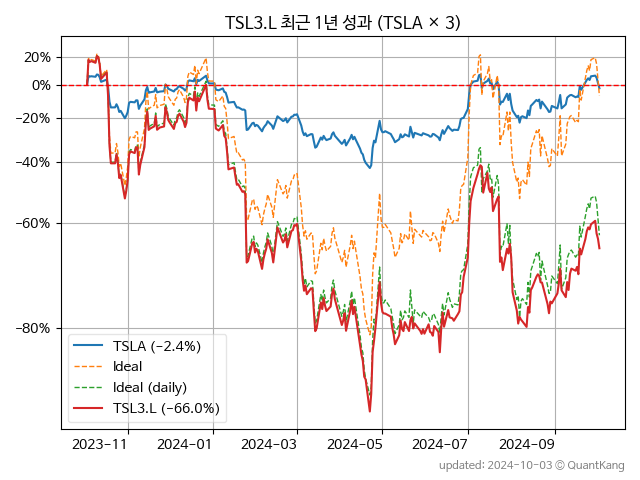 TSL3.L 최근 1년 성과 (TSLA × 3)
20%
0%
−20%
−40%
−60%
−80%
TSLA (−2.4%)
Ideal
Ideal (daily)
TSL3.L (−66.0%)
2023−11 2024−01 2024−03 2024−05 2024−07 2024−09
updated: 2024-10-03 ⓒ QuantKang